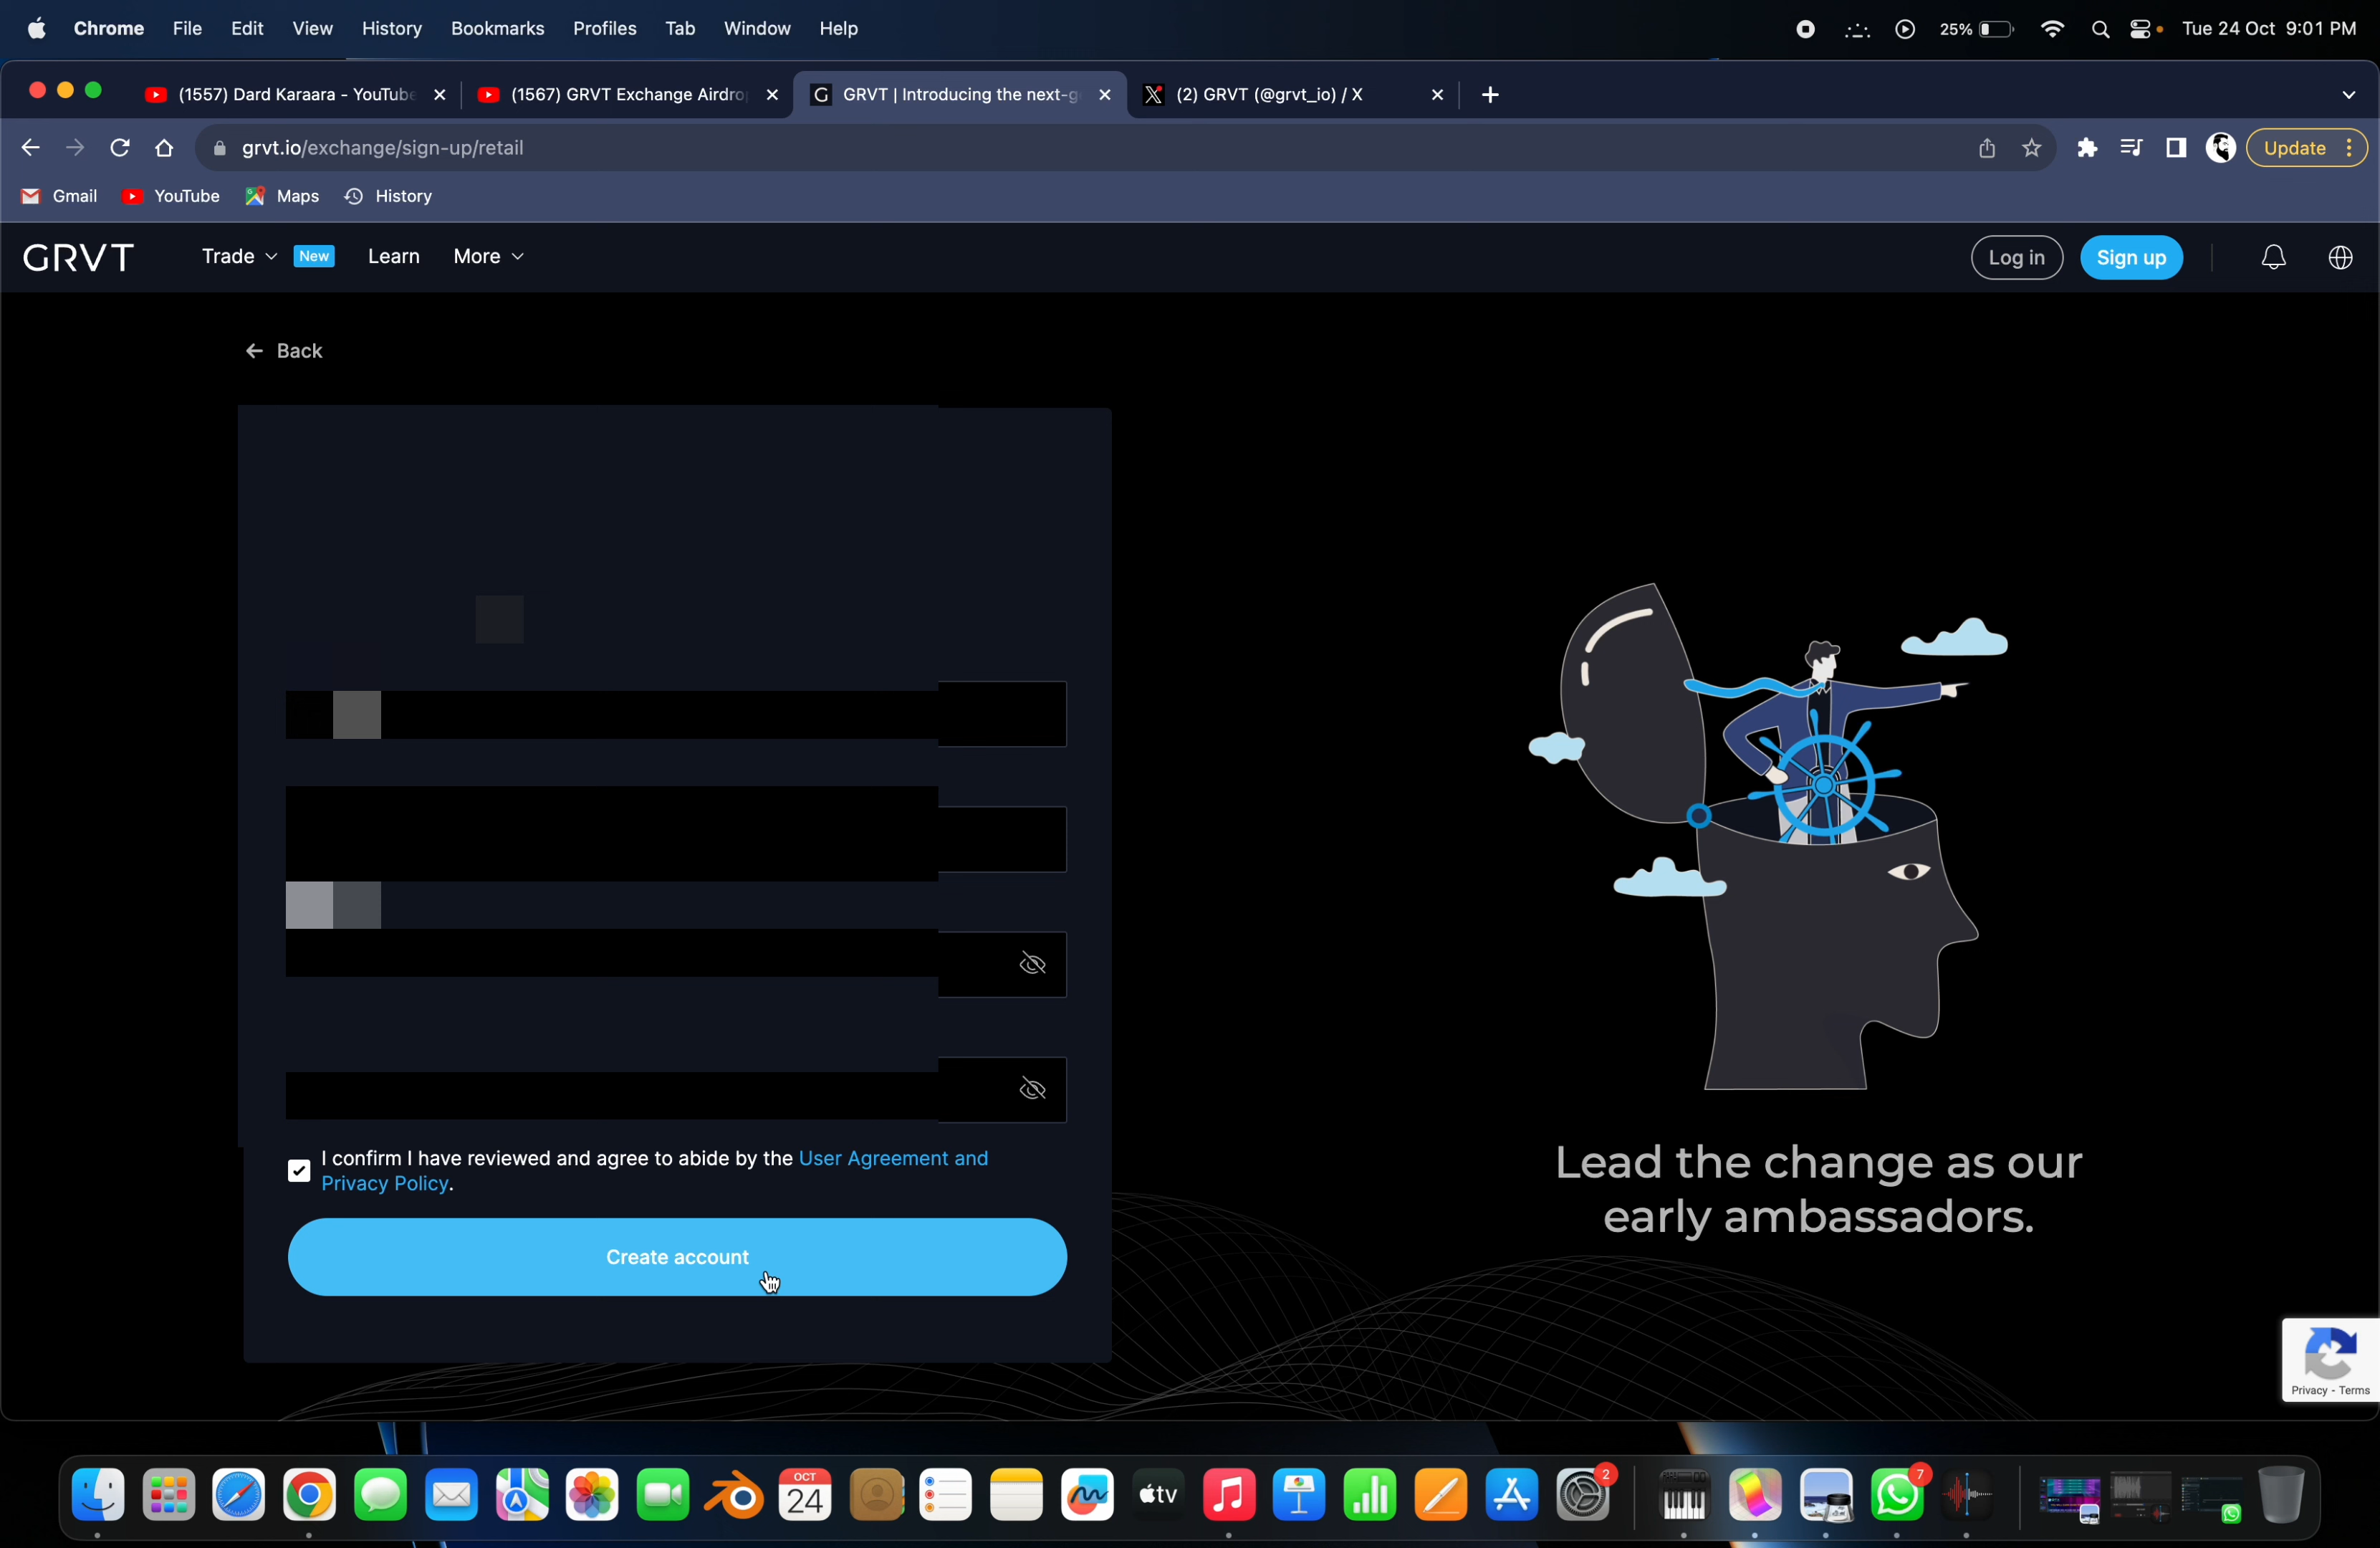 Chrome File Edit View History Bookmarks Profiles Tab Window Help 25% Tue 24 Oct 9:01 PM
(1557) Dard Karaara - YouTube (1567) GRVT Exchange Airdro GRVT | Introducing the next-g (2) GRVT (@grvt_io) / X
grvt.io/exchange/sign-up/retail Update
Gmail YouTube Maps History
GRVT Trade New Learn More Log in Sign up
Back
I confirm I have reviewed and agree to abide by the User Agreement and
Privacy Policy.
Create account
Lead the change as our
early ambassadors.
Privacy - Terms
OCT
24
tv
2
7